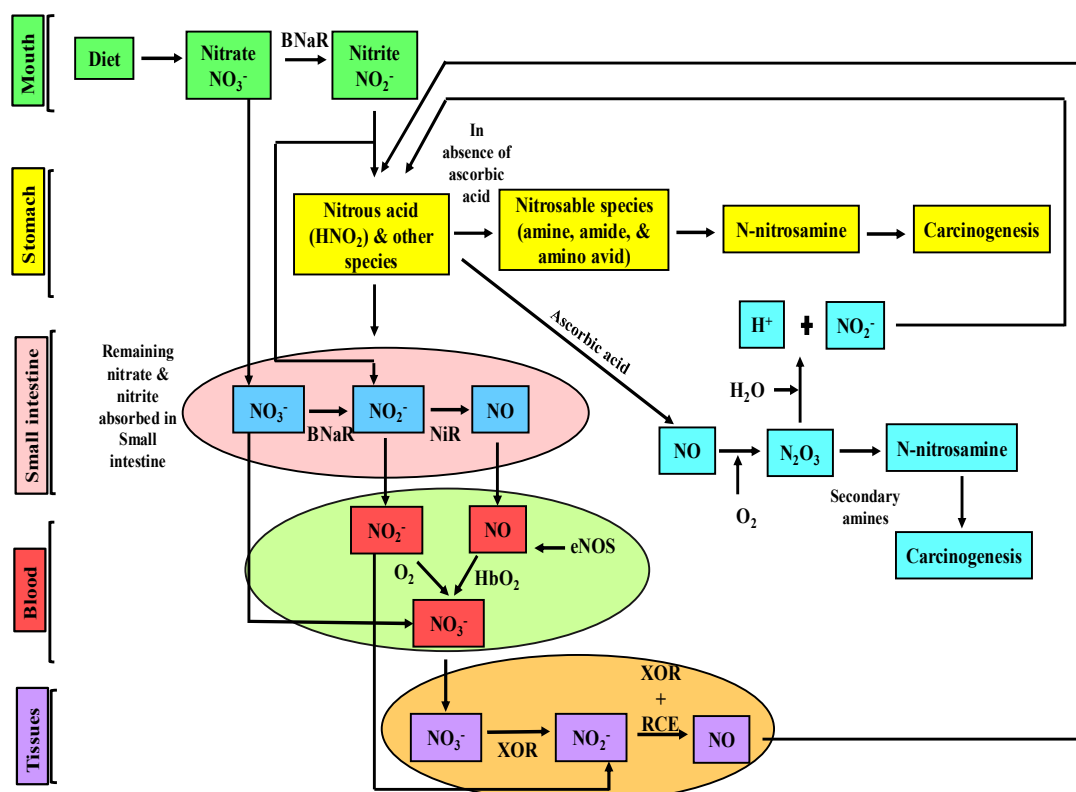 Mouth
Diet
Nitrate
NO₃⁻
BNaR
Nitrite
NO₂⁻
In
absence of
ascorbic
acid
Stomach
Nitrous acid
(HNO₂) & other
species
Nitrosable species
(amine, amide, &
amino avid)
N-nitrosamine
Carcinogenesis
Ascorbic acid
H⁺
+
NO₂⁻
H₂O
Small intestine
Remaining
nitrate &
nitrite
absorbed in
Small
intestine
NO₃⁻
BNaR
NO₂⁻
NiR
NO
NO
O₂
N₂O₃
N-nitrosamine
Secondary
amines
Carcinogenesis
Blood
NO₂⁻
NO
eNOS
O₂
HbO₂
NO₃⁻
Tissues
NO₃⁻
XOR
NO₂⁻
XOR
+
RCE
NO